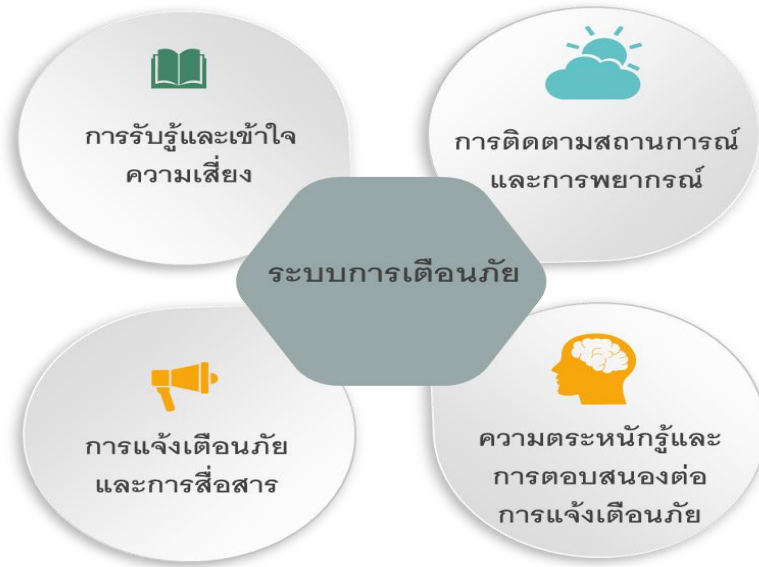 การรับรู้และเข้าใจ
ความเสี่ยง
การติดตามสถานการณ์
และการพยากรณ์
ระบบการเตือนภัย
การแจ้งเตือนภัย
และการสื่อสาร
ความตระหนักรู้และ
การตอบสนองต่อ
การแจ้งเตือนภัย